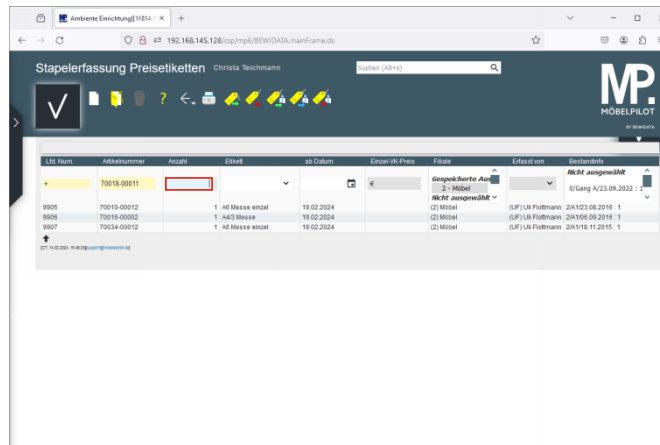 Ambiente Einrichtung[[11814-
192.168.145.128/csp/mp6/BEWIDATA.mainFrame.cls
Stapelerfassung Preisetiketten Christa Teichmann
Suchen (Alt+s)
MP.
MÖBELPILOT
BY BEWIDATA
Lfd. Num. Artikelnummer Anzahl Etikett ab Datum Einzel-VK-Preis Filiale Erfasst von Bestandinfo
+ 70018-00011 € Gespeicherte Aus Nicht ausgewählt
2 - Möbel 0/Gang A/23.09.2022 : 1
Nicht ausgewählt
9905 70018-00012 1 A6 Messe einzel 19.02.2024 (2) Möbel (UF) Uli Flottmann 2/A1/23.08.2016 : 1
9906 70016-00002 1 A4/3 Messe 19.02.2024 (2) Möbel (UF) Uli Flottmann 2/A1/06.09.2016 : 1
9907 70034-00012 1 A6 Messe einzel 19.02.2024 (2) Möbel (UF) Uli Flottmann 2/A1/18.11.2015 : 1